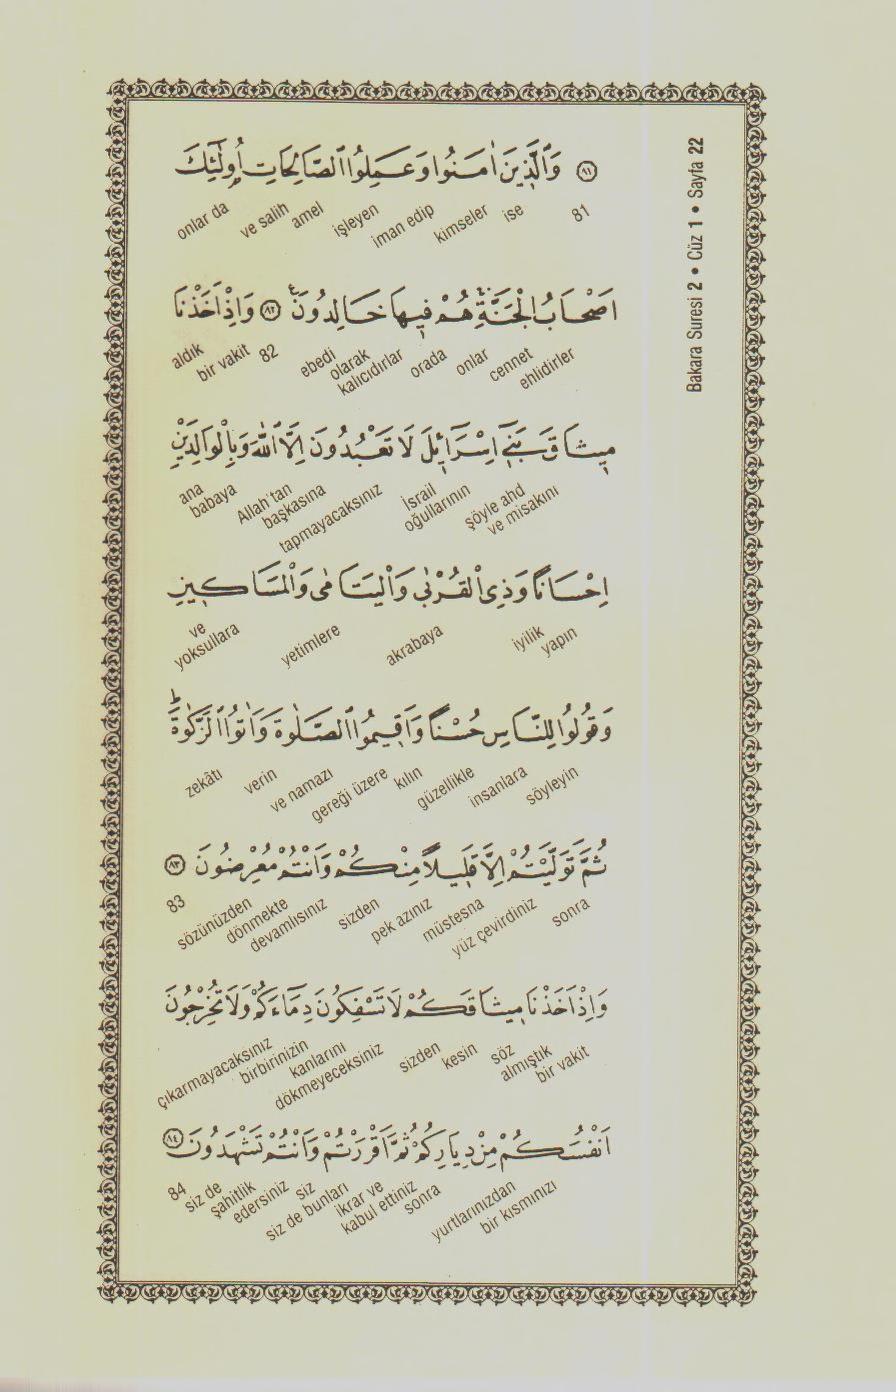 Bakara Suresi 2 • Cüz 1 • Sayfa 22
﴿٨١﴾ وَالَّذ۪ينَ اٰمَنُوا وَعَمِلُوا الصَّالِحَاتِ اُو۬لٰٓئِكَ
81 ise kimseler iman edip işleyen amel ve salih onlar da
اَصْحَابُ الْجَنَّةِۚ هُمْ ف۪يهَا خَالِدُونَ۟ ﴿٨٢﴾ وَاِذْ اَخَذْنَا
ehlidirler cennet onlar orada ebedi olarak kalıcıdırlar 82 bir vakit aldık
م۪يثَاقَ بَن۪ٓي اِسْرَٓائ۪لَ لَا تَعْبُدُونَ اِلَّا اللّٰهَ وَبِالْوَالِدَيْنِ
şöyle ahd ve misakını İsrail oğullarının tapmayacaksınız Allah'tan başkasına ana babaya
اِحْسَانًا وَذِي الْقُرْبٰى وَالْيَتَامٰى وَالْمَسَاك۪ينِ
iyilik yapın akrabaya yetimlere ve yoksullara
وَقُولُوا لِلنَّاسِ حُسْنًا وَاَق۪يمُوا الصَّلٰوةَ وَاٰتُوا الزَّكٰوةَۜ
söyleyin insanlara güzellikle kılın gereği üzere ve namazı verin zekâtı
ثُمَّ تَوَلَّيْتُمْ اِلَّا قَل۪يلًا مِنْكُمْ وَاَنْتُمْ مُعْرِضُونَ ﴿٨٣﴾
sonra yüz çevirdiniz müstesna pek azınız sizden devamlısınız dönmekte sözünüzden 83
وَاِذْ اَخَذْنَا م۪يثَاقَكُمْ لَا تَسْفِكُونَ دِمَٓاءَكُمْ وَلَا تُخْرِجُونَ
bir vakit almıştık söz kesin sizden dökmeyeceksiniz kanlarını birbirinizin çıkarmayacaksınız
اَنْفُسَكُمْ مِنْ دِيَارِكُمْ ثُمَّ اَقْرَرْتُمْ وَاَنْتُمْ تَشْهَدُونَ ﴿٨٤﴾
bir kısmınızı yurtlarınızdan sonra ikrar ve kabul ettiniz siz de bunları siz şahitlik edersiniz siz de 84